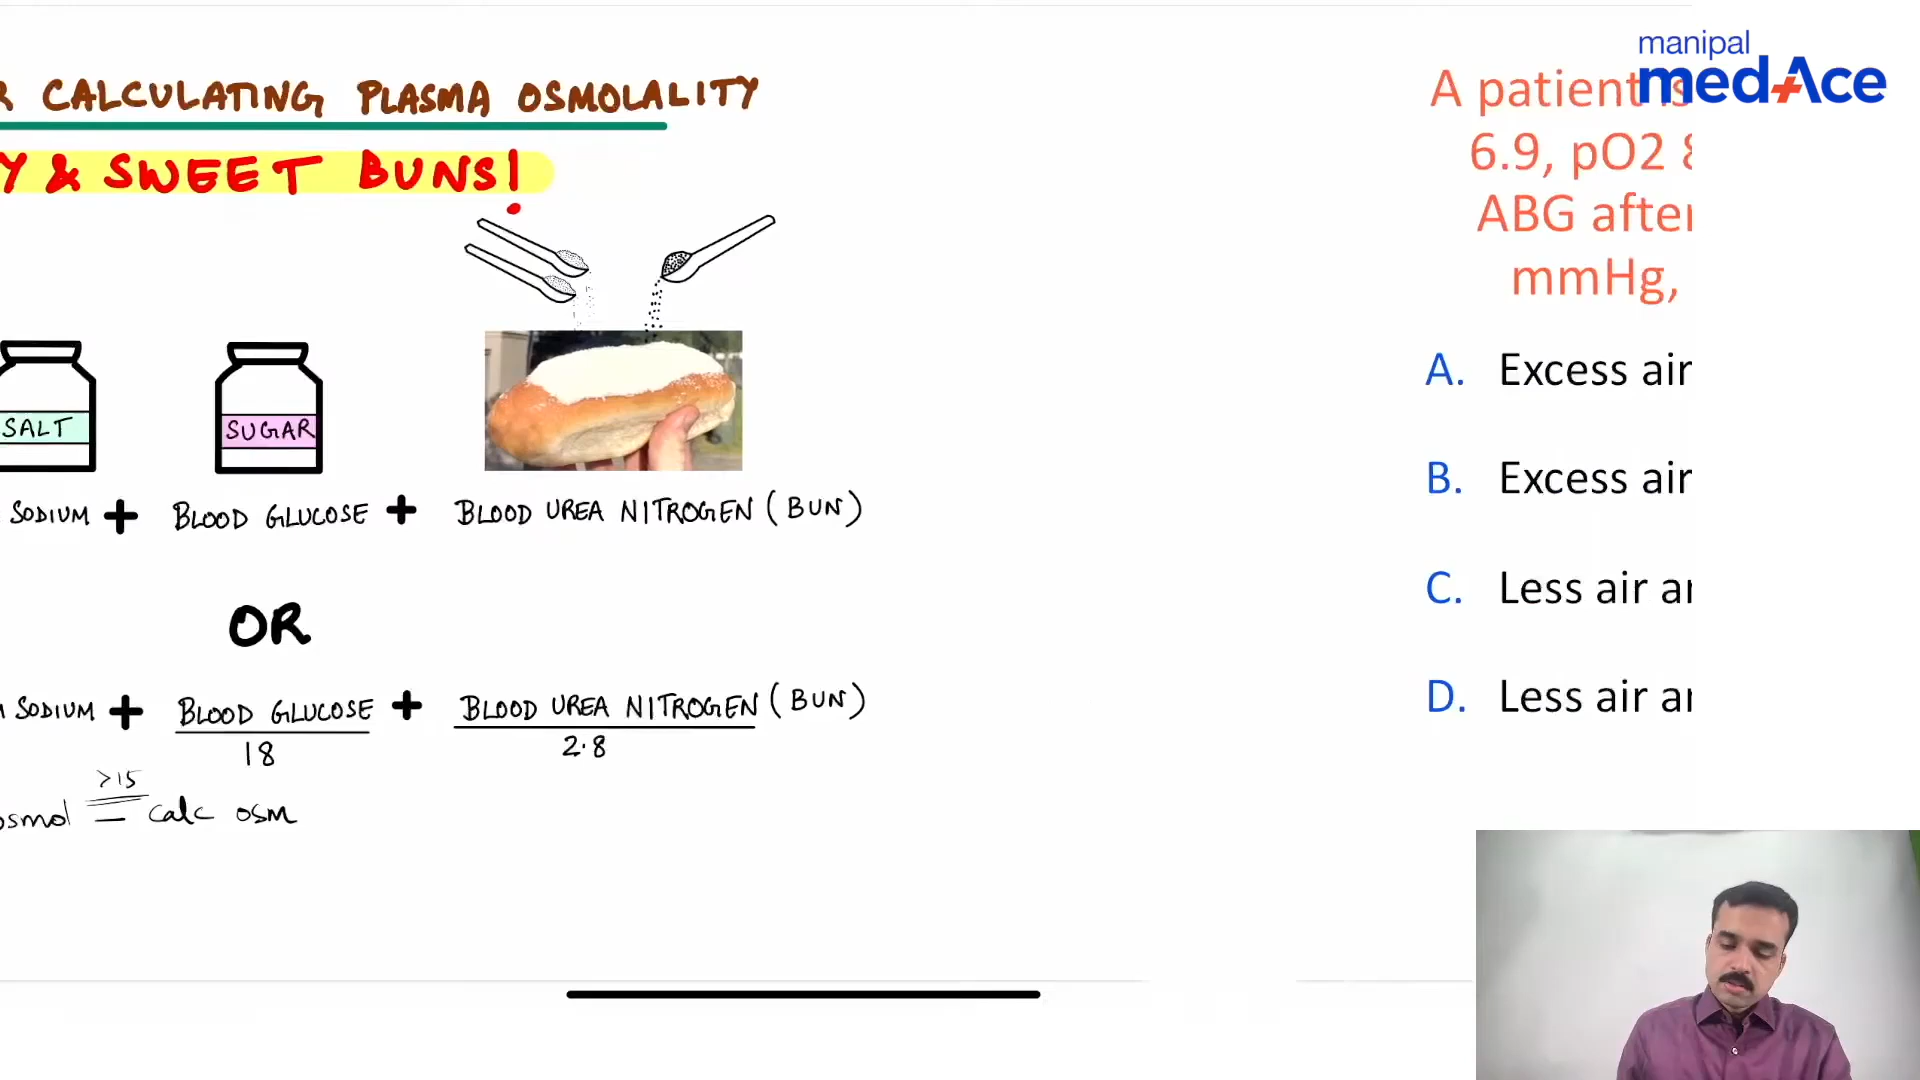 manipal
medAce
CALCULATING PLASMA OSMOLALITY
Y & SWEET BUNS!
SALT
SUGAR
SODIUM + BLOOD GLUCOSE + BLOOD UREA NITROGEN (BUN)
OR
SODIUM + BLOOD GLUCOSE + BLOOD UREA NITROGEN (BUN)
18 2.8
>15
osmol — calc osm
A patient is
6.9, pO2
ABG after
mmHg,
A. Excess air
B. Excess air
C. Less air
D. Less air